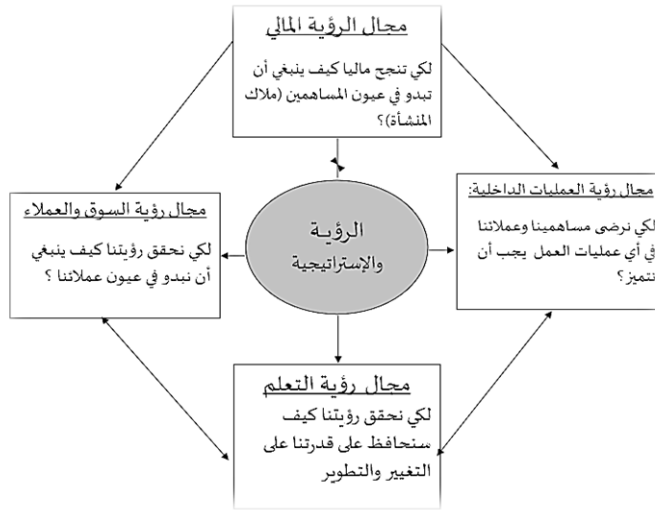 مجال الرؤية المالي
لكي تنجح ماليا كيف ينبغي أن
تبدو في عيون المساهمين (ملاك
المنشأة)؟
مجال رؤية العمليات الداخلية:
لكي نرضى مساهمينا وعملائنا
في أي عمليات العمل يجب أن
نتميز؟
الرؤية
والإستراتيجية
مجال رؤية السوق والعملاء
لكي نحقق رؤيتنا كيف ينبغي
أن نبدو في عيون عملائنا ؟
مجال رؤية التعلم
لكي نحقق رؤيتنا كيف
سنحافظ على قدرتنا على
التغيير والتطوير